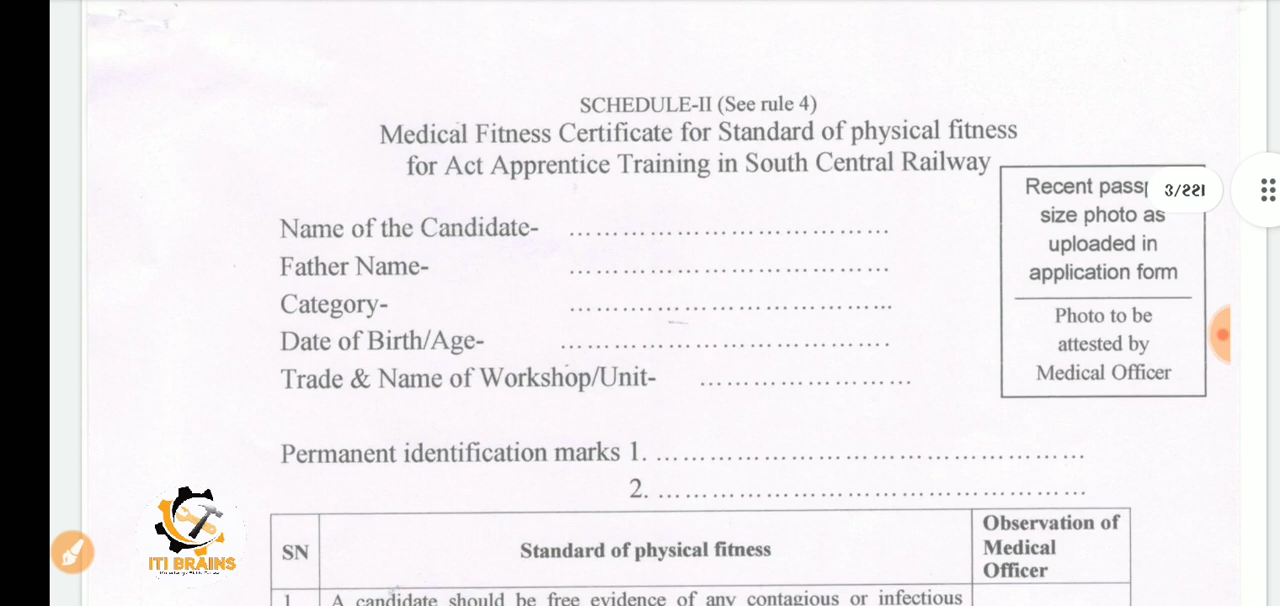 SCHEDULE-II (See rule 4)
Medical Fitness Certificate for Standard of physical fitness
for Act Apprentice Training in South Central Railway
Recent
size photo as
uploaded in
application form
3/221
Name of the Candidate- ....................................
Father Name- ....................................
Category- ....................................
Date of Birth/Age- .....................................
Trade & Name of Workshop/Unit- ........................
Photo to be
attested by
Medical Officer
Permanent identification marks 1. ................................................
2. ................................................
SN
Standard of physical fitness
Observation of
Medical
Officer
1 A candidate should be free evidence of any contagious or infectious
ITI BRAINS